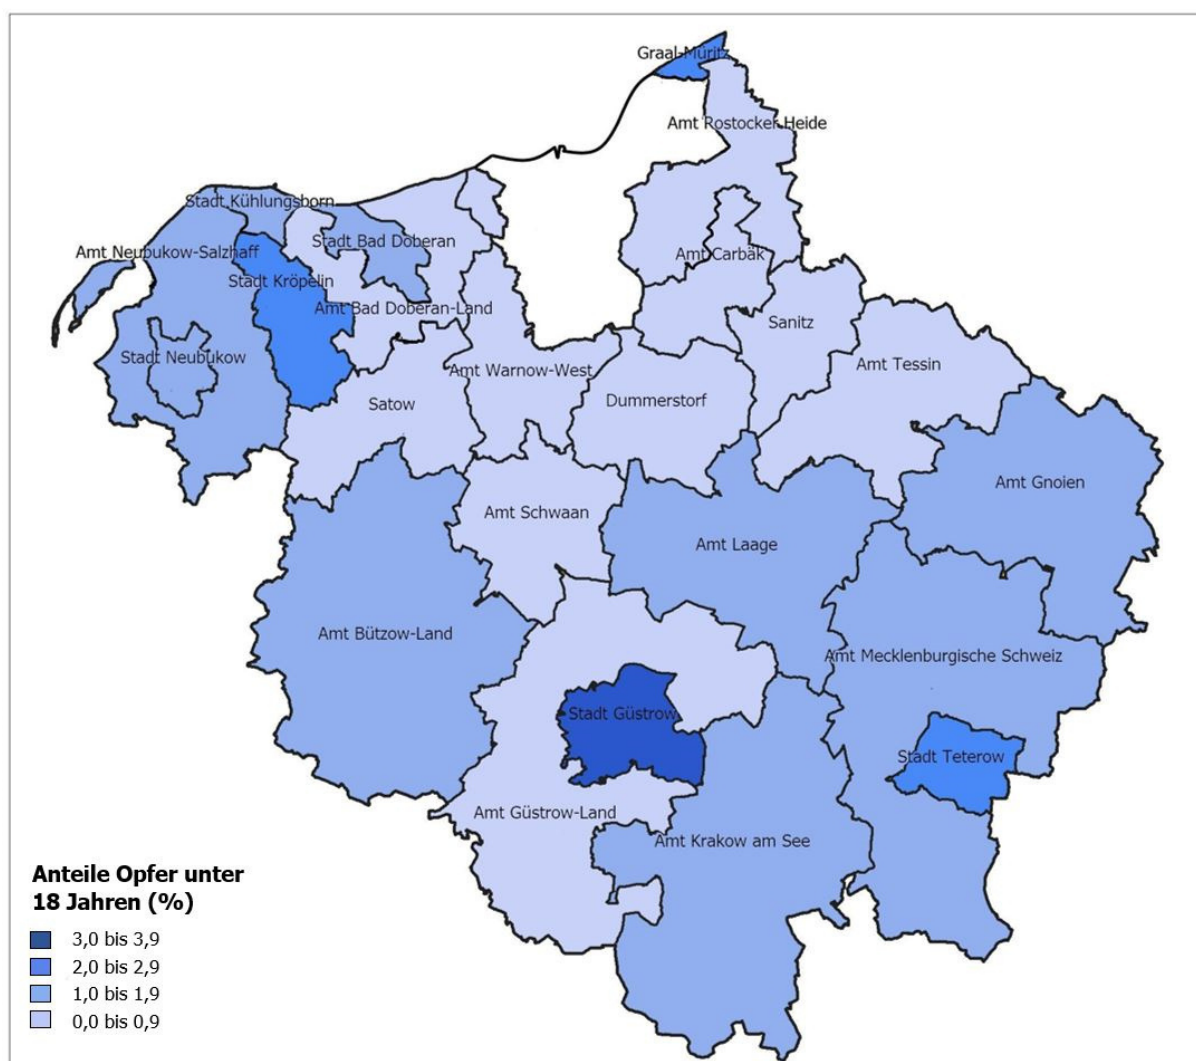 Graal-Müritz
Amt Rostocker Heide
Stadt Kühlungsborn
Stadt Bad Doberan
Amt Neubukow-Salzhaff
Amt Carbäk
Stadt Kröpelin
Amt Bad Doberan-Land
Sanitz
Stadt Neubukow
Amt Warnow-West
Amt Tessin
Satow
Dummerstorf
Amt Gnoien
Amt Schwaan
Amt Laage
Amt Bützow-Land
Amt Mecklenburgische Schweiz
Stadt Güstrow
Stadt Teterow
Amt Güstrow-Land
Amt Krakow am See
Anteile Opfer unter
18 Jahren (%)
3,0 bis 3,9
2,0 bis 2,9
1,0 bis 1,9
0,0 bis 0,9